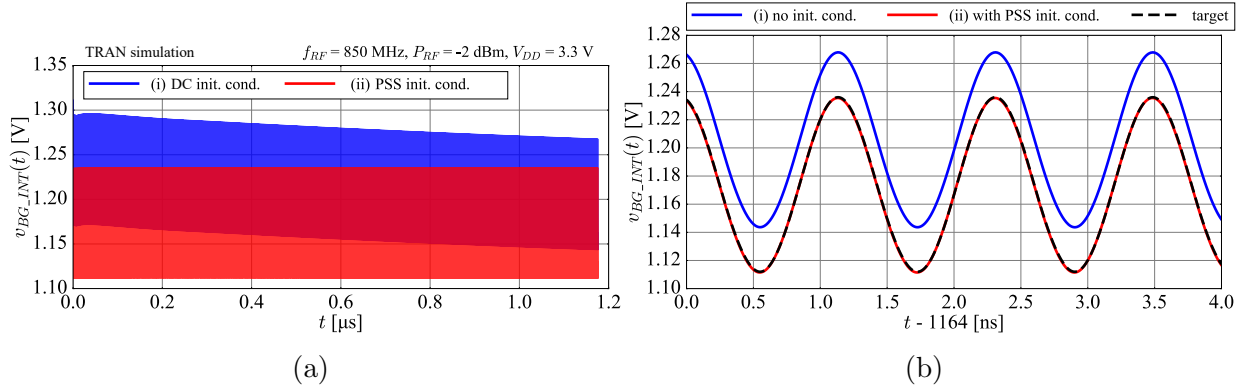 TRAN simulation
f_RF = 850 MHz, P_RF = -2 dBm, V_DD = 3.3 V
(i) DC init. cond.
(ii) PSS init. cond.
v_BG_INT(t) [V]
1.35
1.30
1.25
1.20
1.15
1.10
0.0 0.2 0.4 0.6 0.8 1.0 1.2
t [µs]
(a)
(i) no init. cond.
(ii) with PSS init. cond.
target
v_BG_INT(t) [V]
1.28
1.26
1.24
1.22
1.20
1.18
1.16
1.14
1.12
1.10
0.0 0.5 1.0 1.5 2.0 2.5 3.0 3.5 4.0
t - 1164 [ns]
(b)